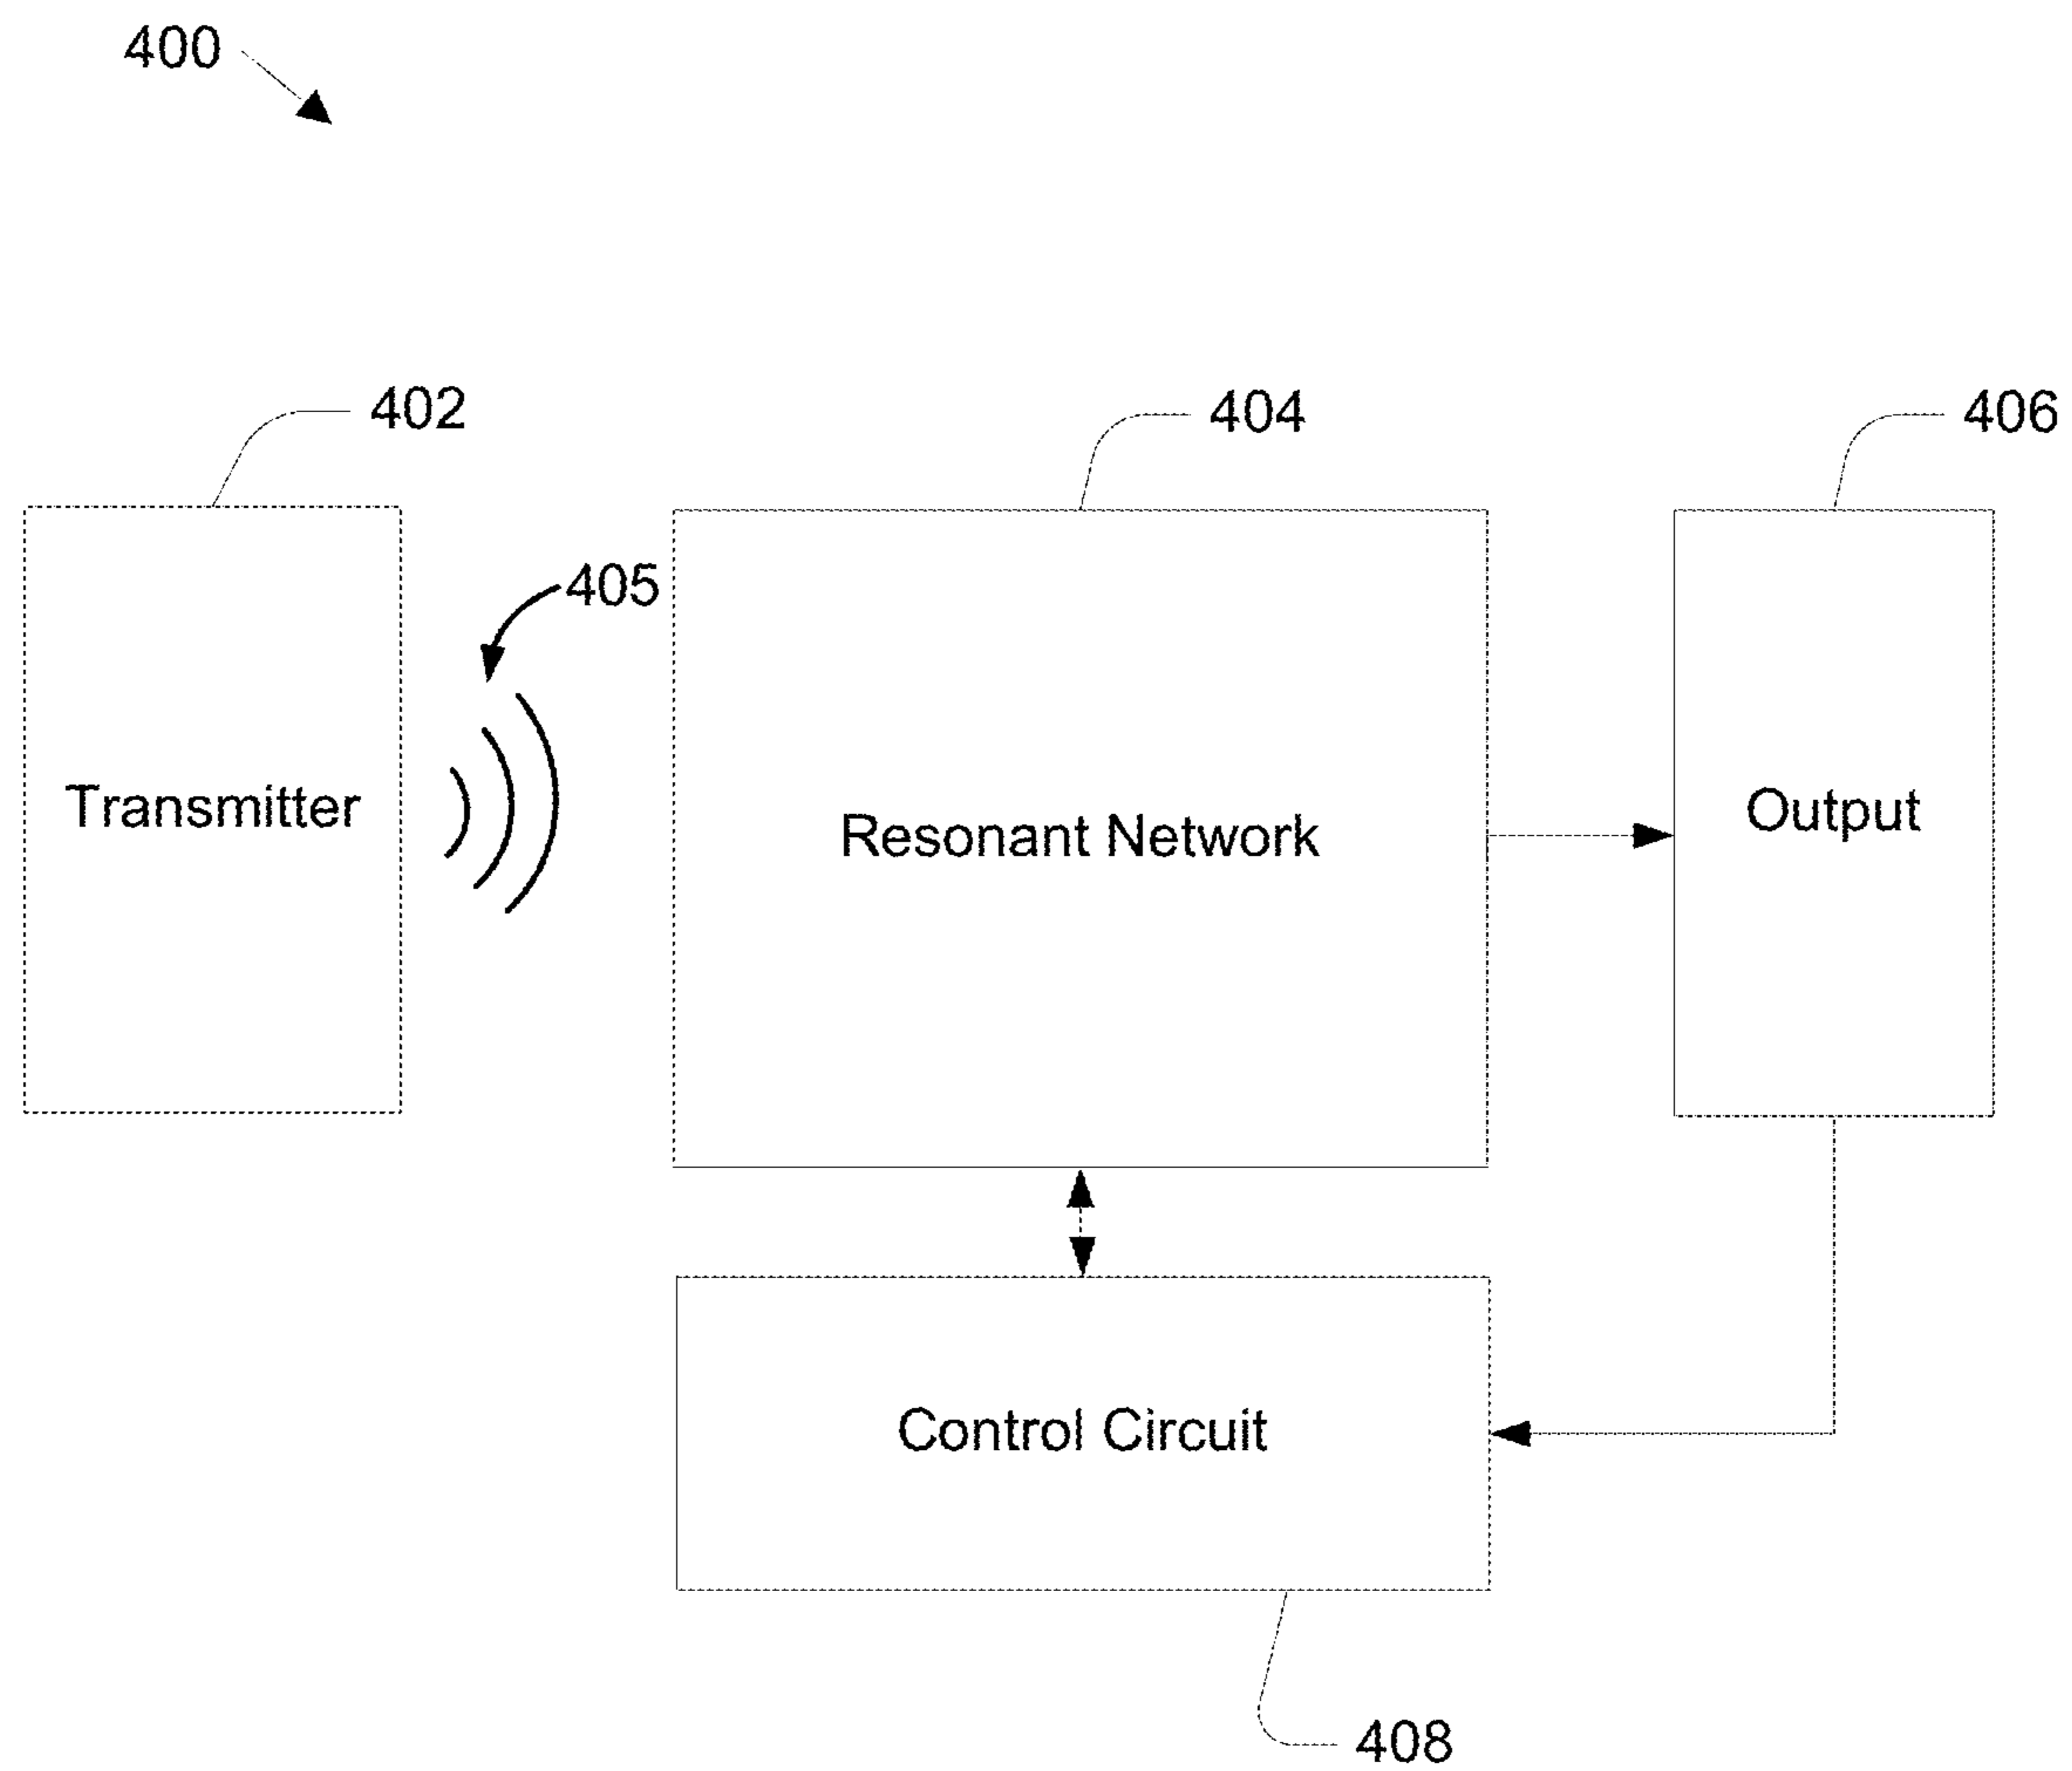 400
402
404
406
405
Transmitter
Resonant Network
Output
Control Circuit
408